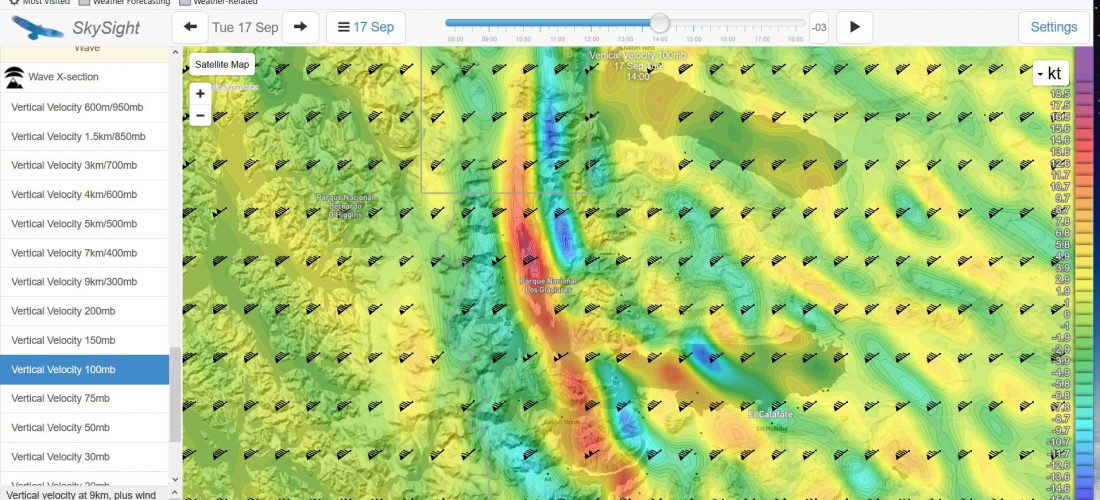 Most Visited
Weather Forecasting
Weather-Related
SkySight
Tue 17 Sep
17 Sep
08:00 09:00 10:00 11:00 12:00 13:00 14:00 15:00 16:00 17:00 18:00
-03
Settings
Wave
Wave X-section
Vertical Velocity 600m/950mb
Vertical Velocity 1.5km/850mb
Vertical Velocity 3km/700mb
Vertical Velocity 4km/600mb
Vertical Velocity 5km/500mb
Vertical Velocity 7km/400mb
Vertical Velocity 9km/300mb
Vertical Velocity 200mb
Vertical Velocity 150mb
Vertical Velocity 100mb
Vertical Velocity 75mb
Vertical Velocity 50mb
Vertical Velocity 30mb
Vertical velocity at 9km, plus wind
Satellite Map
+
−
Vertical Velocity 100mb
17 Sep Tue
14:00
Parque Nacional
Bernardo
O'Higgins
Parque Nacional
Los Glaciares
El Calafate
kt
18.5
17.5
16.5
15.6
14.6
13.6
12.6
11.7
10.7
9.7
8.7
7.8
6.8
5.8
4.9
3.9
2.9
1.9
1
0
-1
-1.9
-2.9
-3.9
-4.9
-5.8
-6.8
-7.8
-8.7
-9.7
-10.7
-11.7
-12.6
-13.6
-14.6